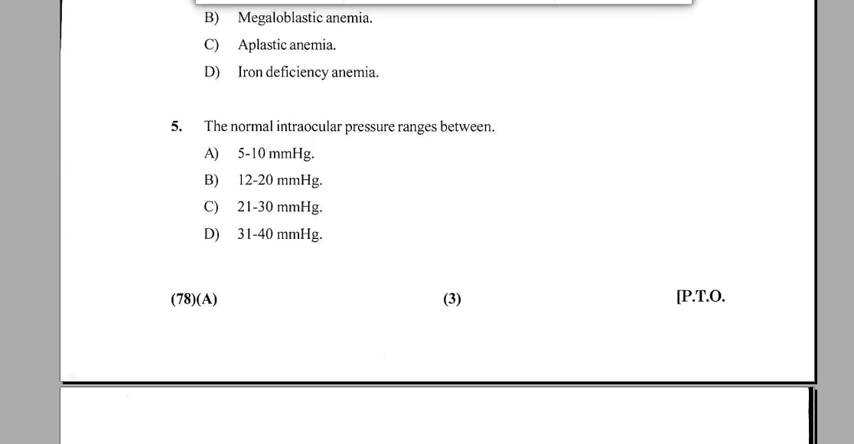 B) Megaloblastic anemia.
C) Aplastic anemia.
D) Iron deficiency anemia.
5. The normal intraocular pressure ranges between.
A) 5-10 mmHg.
B) 12-20 mmHg.
C) 21-30 mmHg.
D) 31-40 mmHg.
(78)(A) (3) [P.T.O.